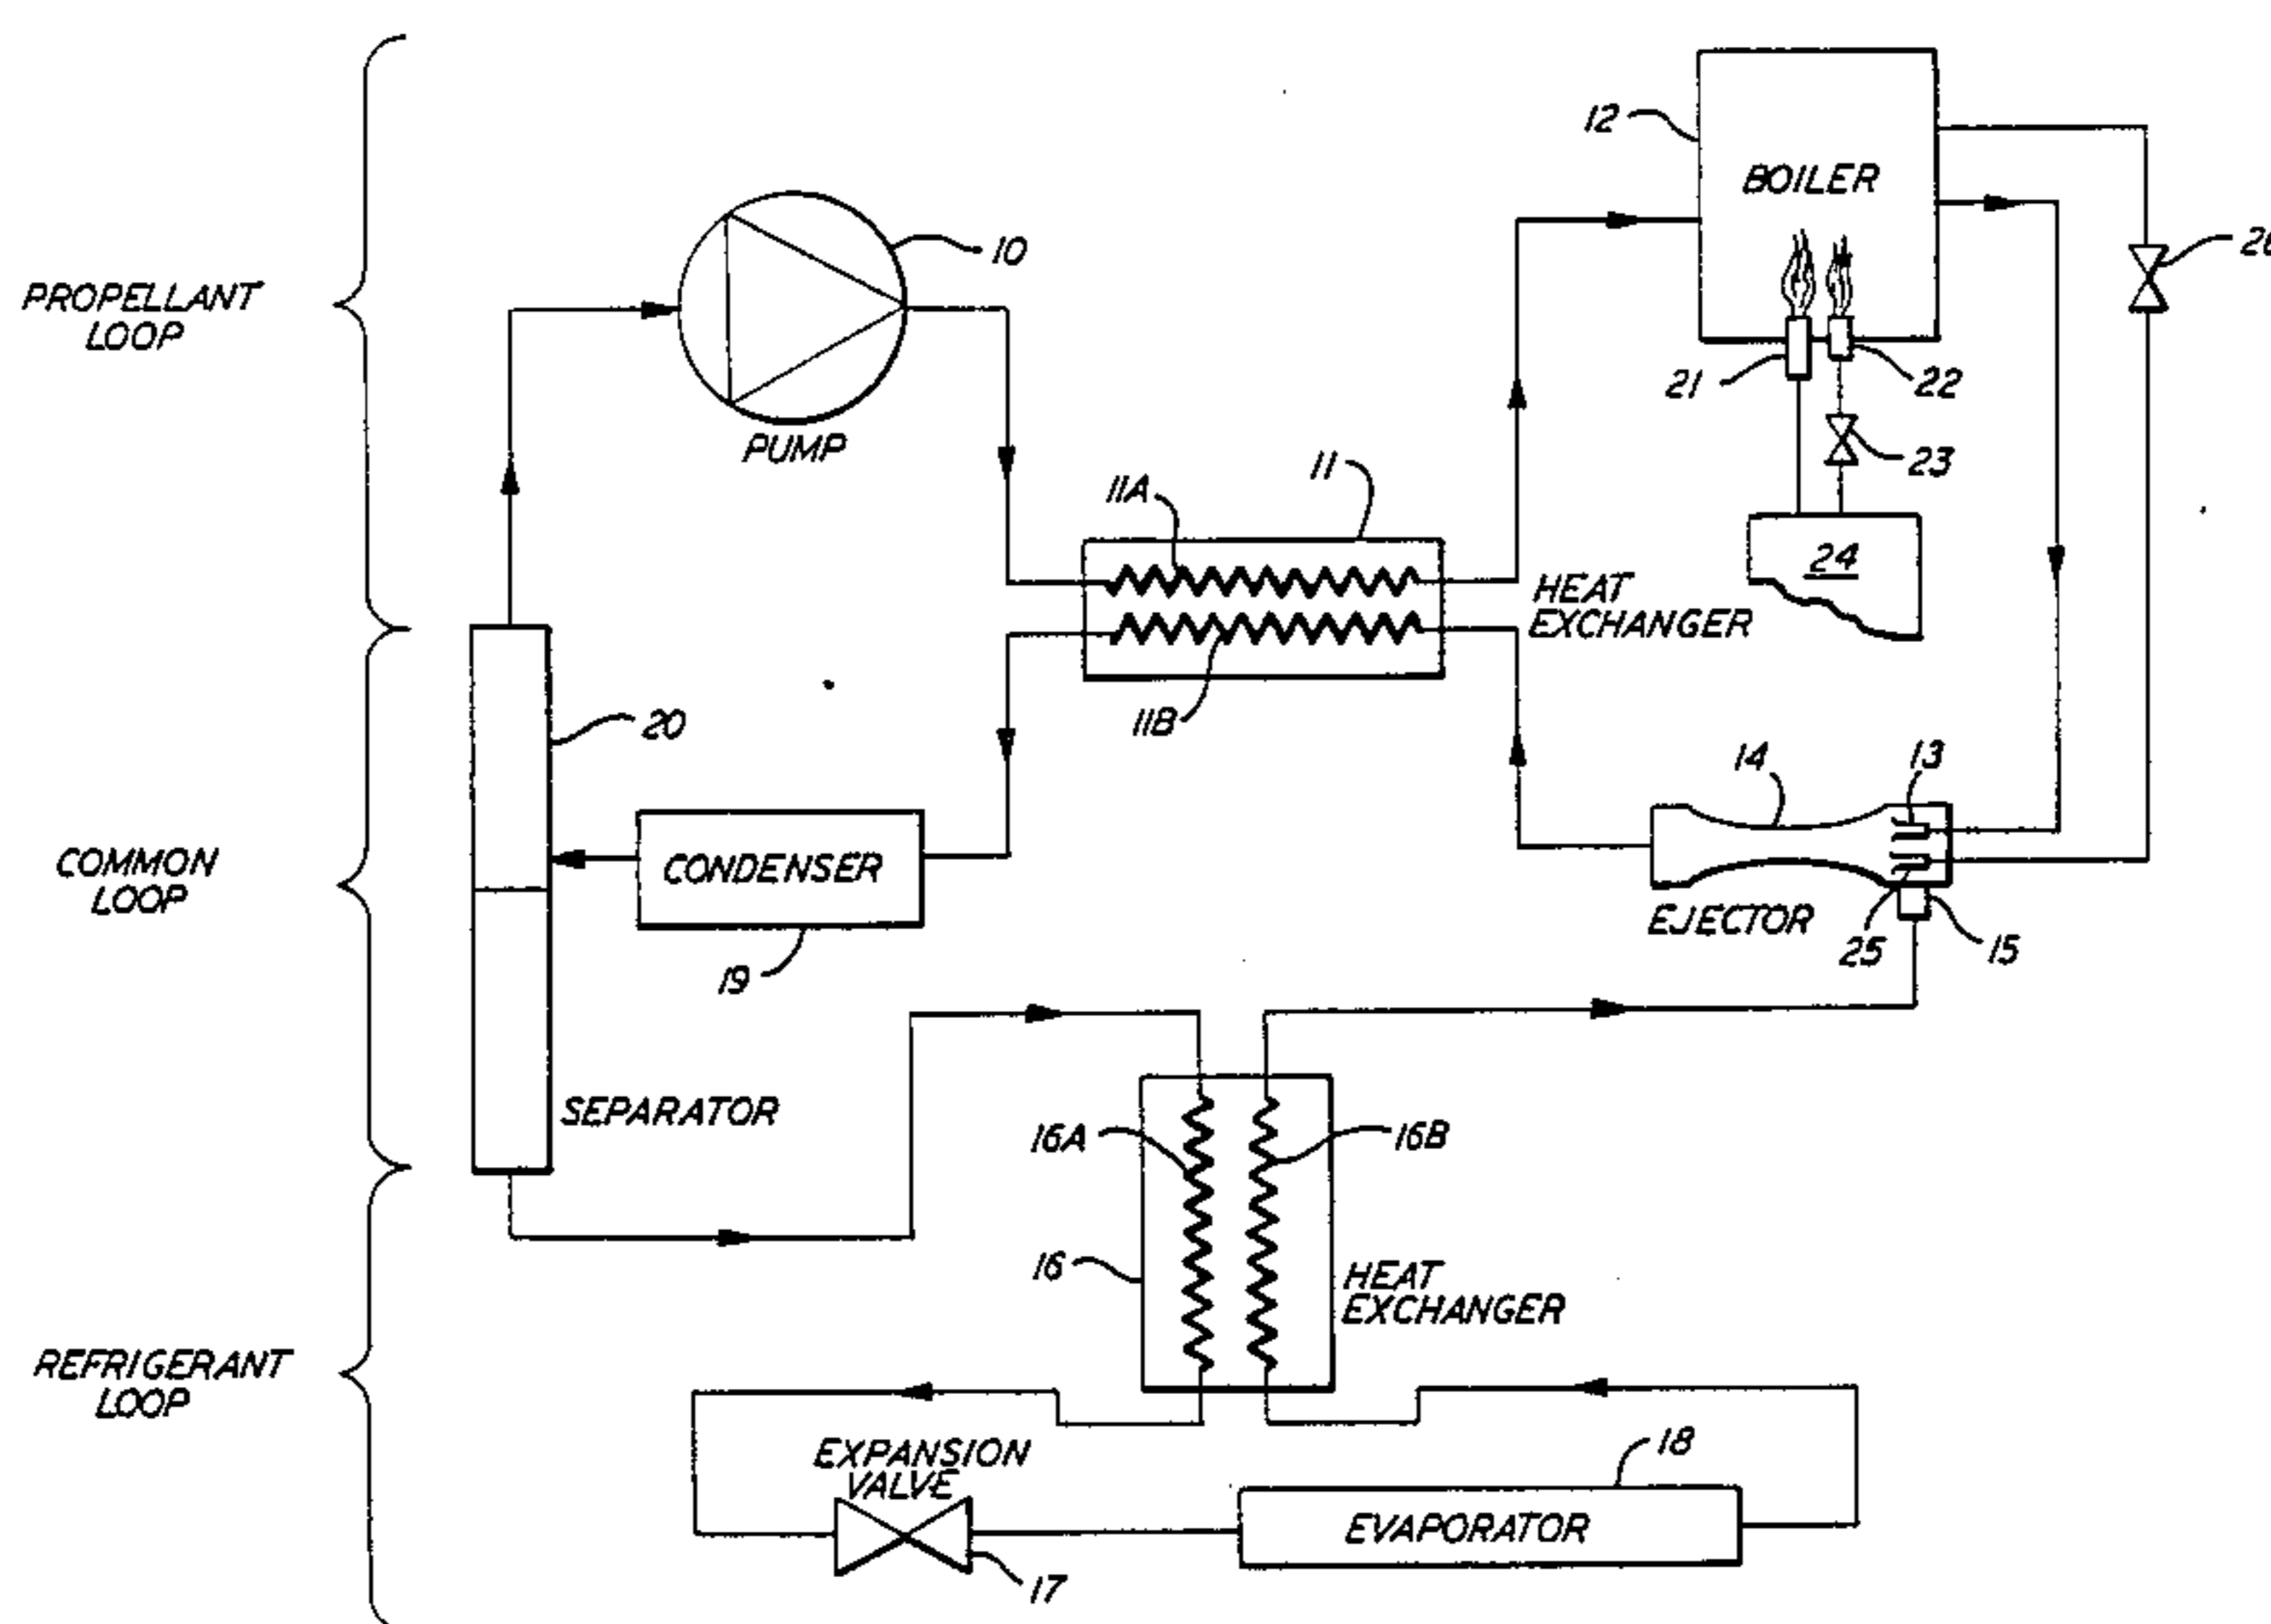 12
BOILER
10
26
PROPELLANT
LOOP
PUMP
21
22
23
11
11A
24
HEAT
EXCHANGER
11B
20
14
13
COMMON
LOOP
CONDENSER
EJECTOR
25
15
19
SEPARATOR
16A
16B
16
HEAT
EXCHANGER
REFRIGERANT
LOOP
EXPANSION
VALVE
18
EVAPORATOR
17